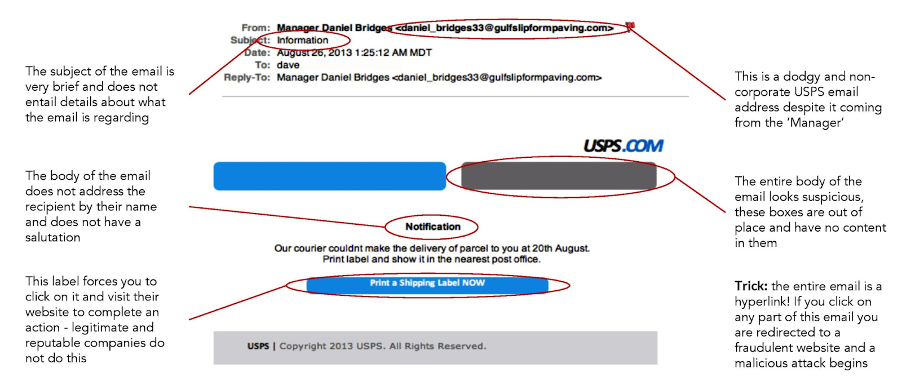 From: Manager Daniel Bridges <daniel_bridges33@gulfslipformpaving.com>
Subject: Information
Date: August 26, 2013 1:25:12 AM MDT
To: dave
Reply-To: Manager Daniel Bridges <daniel_bridges33@gulfslipformpaving.com>
The subject of the email is
very brief and does not
entail details about what
the email is regarding
This is a dodgy and non-
corporate USPS email
address despite it coming
from the ‘Manager’
USPS.COM
The body of the email
does not address the
recipient by their name
and does not have a
salutation
The entire body of the
email looks suspicious,
these boxes are out of
place and have no content
in them
Notification
Our courier couldnt make the delivery of parcel to you at 20th August.
Print label and show it in the nearest post office.
Print a Shipping Label NOW
This label forces you to
click on it and visit their
website to complete an
action - legitimate and
reputable companies do
not do this
Trick: the entire email is a
hyperlink! If you click on
any part of this email you
are redirected to a
fraudulent website and a
malicious attack begins
USPS | Copyright 2013 USPS. All Rights Reserved.